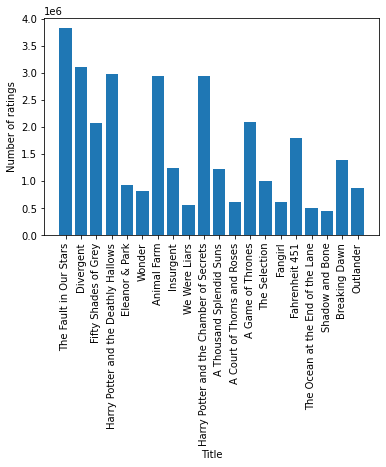 1e6
4.0
3.5
3.0
2.5
2.0
1.5
1.0
0.5
0.0
Number of ratings
The Fault in Our Stars
Divergent
Fifty Shades of Grey
Harry Potter and the Deathly Hallows
Eleanor & Park
Wonder
Animal Farm
Insurgent
We Were Liars
Harry Potter and the Chamber of Secrets
A Thousand Splendid Suns
A Court of Thorns and Roses
A Game of Thrones
The Selection
Fangirl
Fahrenheit 451
The Ocean at the End of the Lane
Shadow and Bone
Breaking Dawn
Outlander
Title